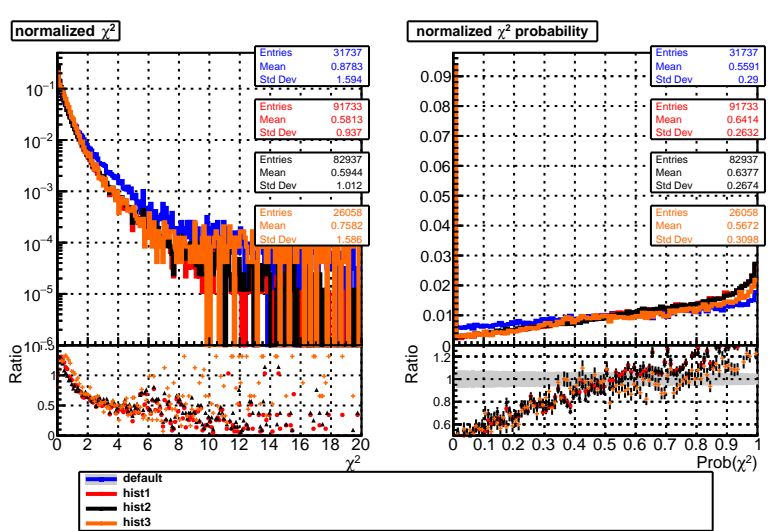 normalized χ²
Entries 31737
Mean 0.8783
Std Dev 1.594
Entries 91733
Mean 0.5813
Std Dev 0.937
Entries 82937
Mean 0.5944
Std Dev 1.012
Entries 26058
Mean 0.7582
Std Dev 1.586
10⁻¹
10⁻²
10⁻³
10⁻⁴
10⁻⁵
10⁻⁶
Ratio
1
0.5
0
0 2 4 6 8 10 12 14 16 18 20
χ²
normalized χ² probability
Entries 31737
Mean 0.5591
Std Dev 0.29
Entries 91733
Mean 0.6414
Std Dev 0.2632
Entries 82937
Mean 0.6377
Std Dev 0.2674
Entries 26058
Mean 0.5672
Std Dev 0.3098
0.09
0.08
0.07
0.06
0.05
0.04
0.03
0.02
0.01
0
Ratio
1.2
1
0.8
0.6
0 0.1 0.2 0.3 0.4 0.5 0.6 0.7 0.8 0.9 1
Prob(χ²)
default
hist1
hist2
hist3